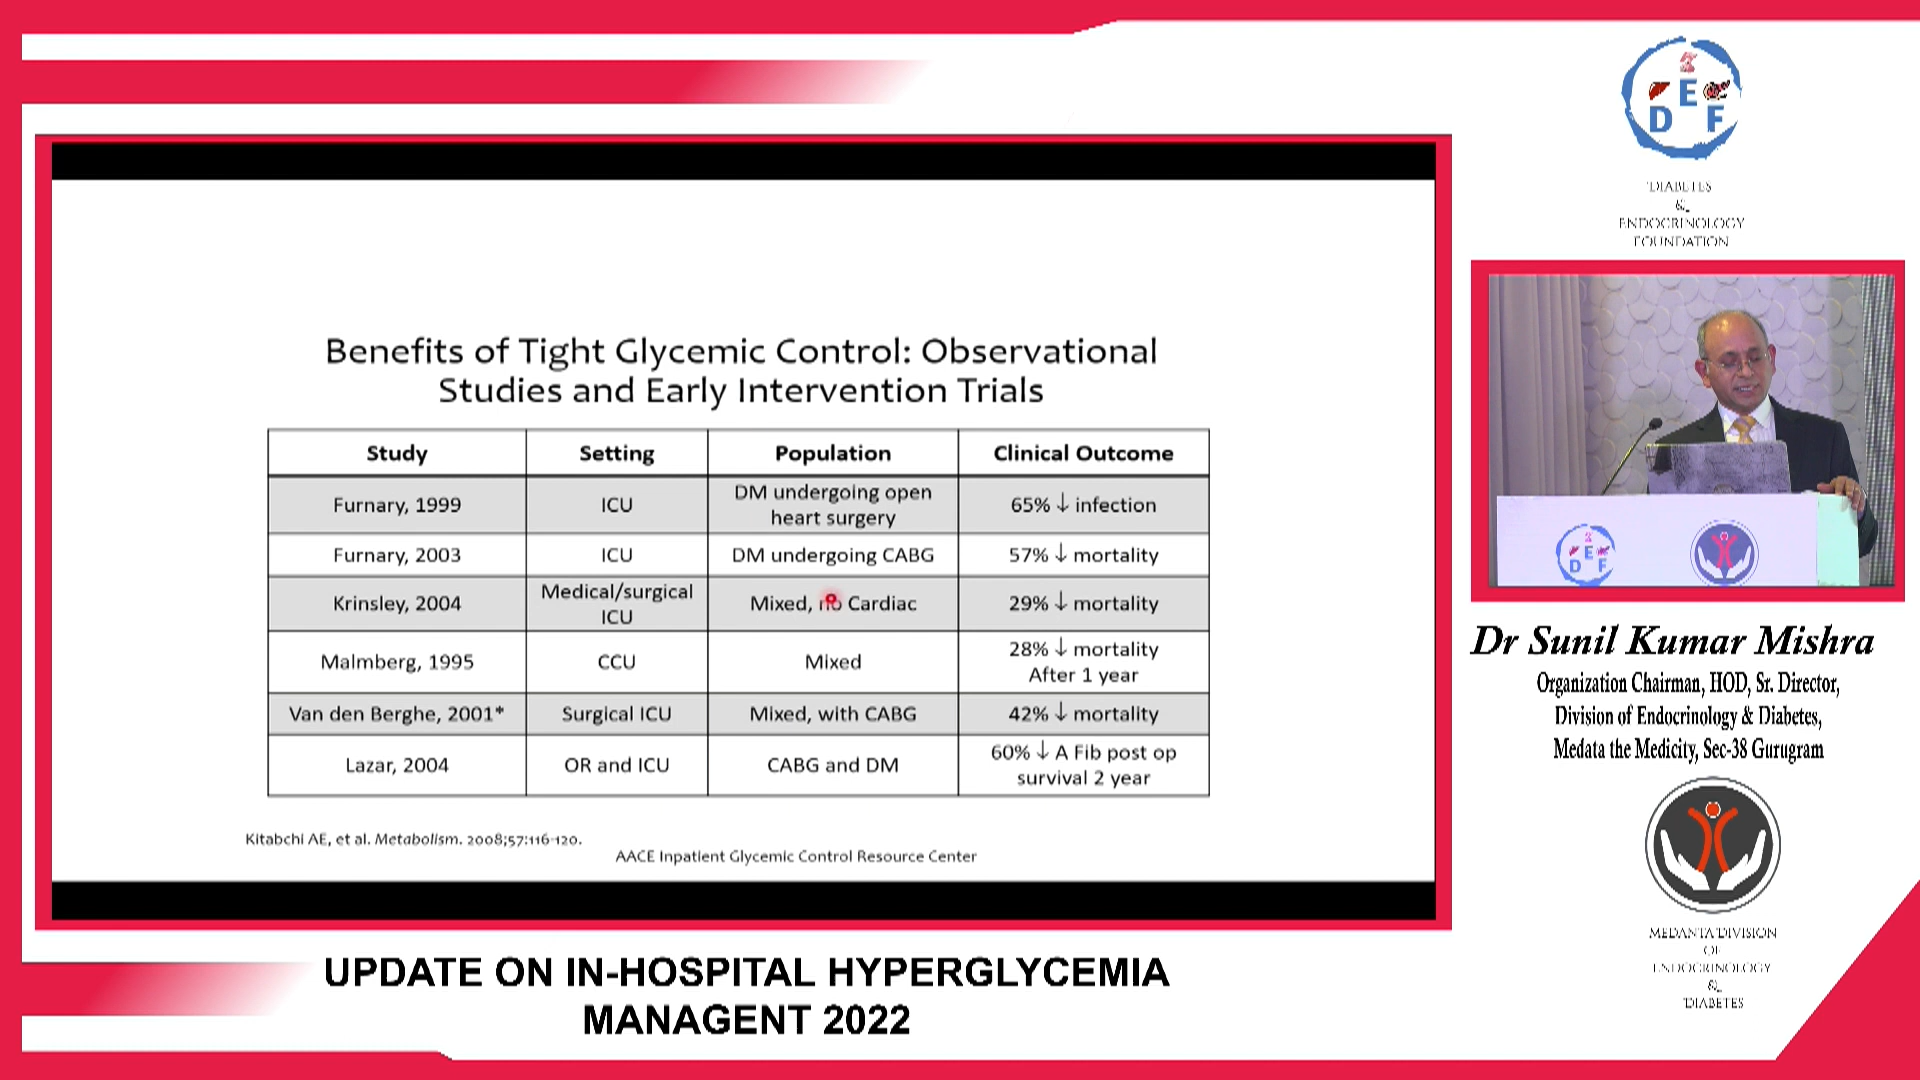 Benefits of Tight Glycemic Control: Observational
Studies and Early Intervention Trials
Study Setting Population Clinical Outcome
Furnary, 1999 ICU DM undergoing open heart surgery 65% ↓ infection
Furnary, 2003 ICU DM undergoing CABG 57% ↓ mortality
Krinsley, 2004 Medical/surgical ICU Mixed, no Cardiac 29% ↓ mortality
Malmberg, 1995 CCU Mixed 28% ↓ mortality After 1 year
Van den Berghe, 2001* Surgical ICU Mixed, with CABG 42% ↓ mortality
Lazar, 2004 OR and ICU CABG and DM 60% ↓ A Fib post op survival 2 year
Kitabchi AE, et al. Metabolism. 2008;57:116-120.
AACE Inpatient Glycemic Control Resource Center
UPDATE ON IN-HOSPITAL HYPERGLYCEMIA
MANAGENT 2022
D E F
DIABETES
&
ENDOCRINOLOGY
FOUNDATION
D E F
Dr Sunil Kumar Mishra
Organization Chairman, HOD, Sr. Director,
Division of Endocrinology & Diabetes,
Medata the Medicity, Sec-38 Gurugram
MEDANTA DIVISION
OF
ENDOCRINOLOGY
&
DIABETES